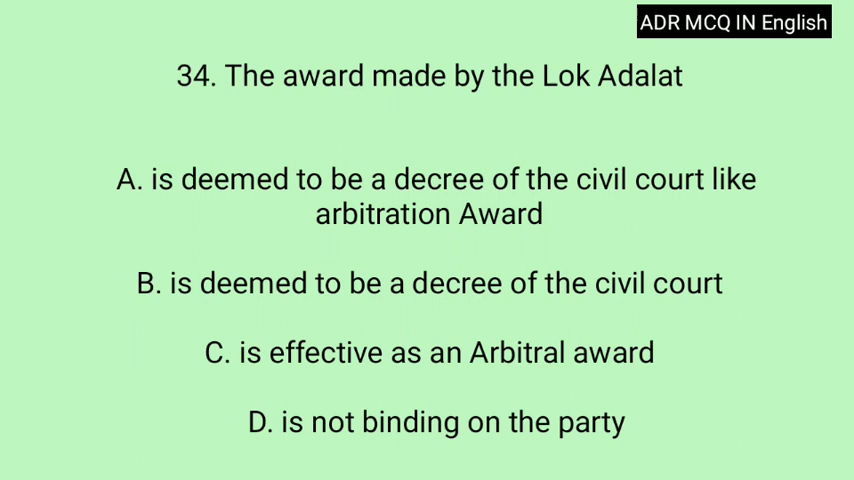 ADR MCQ IN English
34. The award made by the Lok Adalat
A. is deemed to be a decree of the civil court like
arbitration Award
B. is deemed to be a decree of the civil court
C. is effective as an Arbitral award
D. is not binding on the party